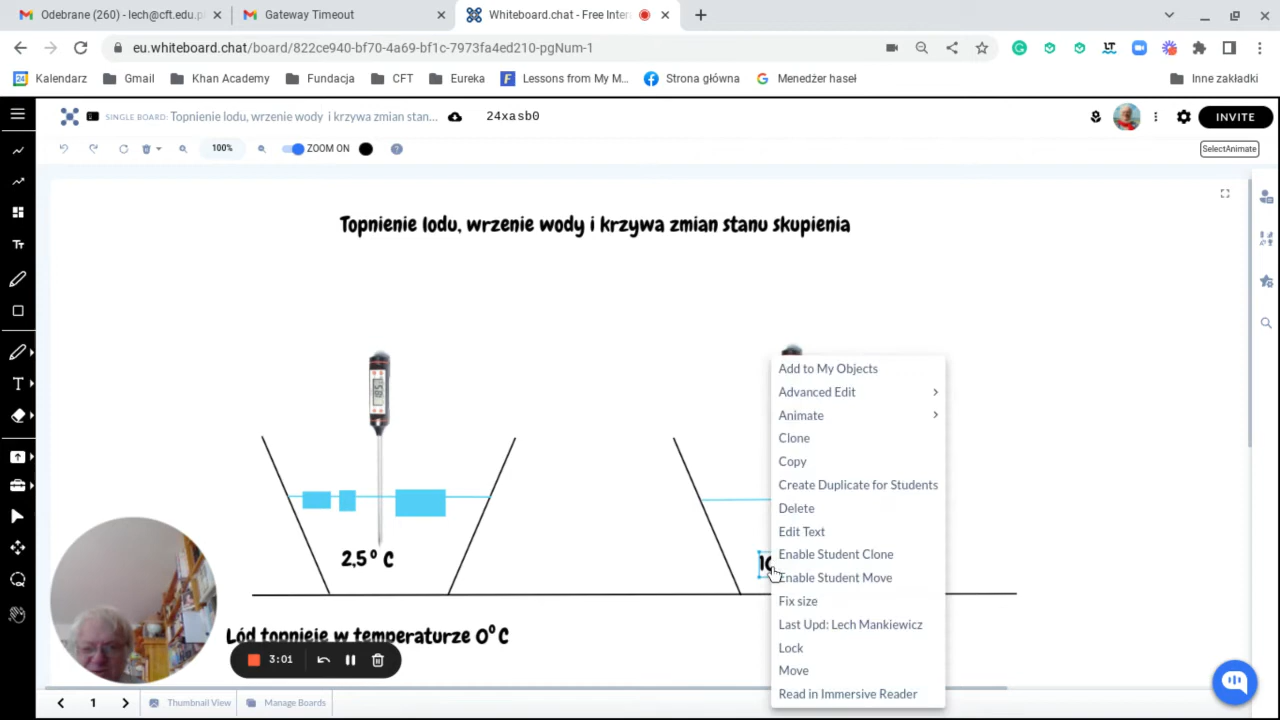 Odebrane (260) - lech@cft.edu.p
Gateway Timeout
Whiteboard.chat - Free Inter
eu.whiteboard.chat/board/822ce940-bf70-4a69-bf1c-7973fa4ed210-pgNum-1
Kalendarz
Gmail
Khan Academy
Fundacja
CFT
Eureka
Lessons from My M...
Strona główna
Menedżer haseł
Inne zakładki
SINGLE BOARD: Topnienie lodu, wrzenie wody i krzywa zmian stan...
24xasb0
INVITE
100%
ZOOM ON
SelectAnimate
Topnienie lodu, wrzenie wody i krzywa zmian stanu skupienia
Add to My Objects
Advanced Edit
Animate
Clone
Copy
Create Duplicate for Students
Delete
Edit Text
Enable Student Clone
Enable Student Move
Fix size
Last Upd: Lech Mankiewicz
Lock
Move
Read in Immersive Reader
2,5° C
Lód topnieje w temperaturze 0° C
3:01
1
Thumbnail View
Manage Boards